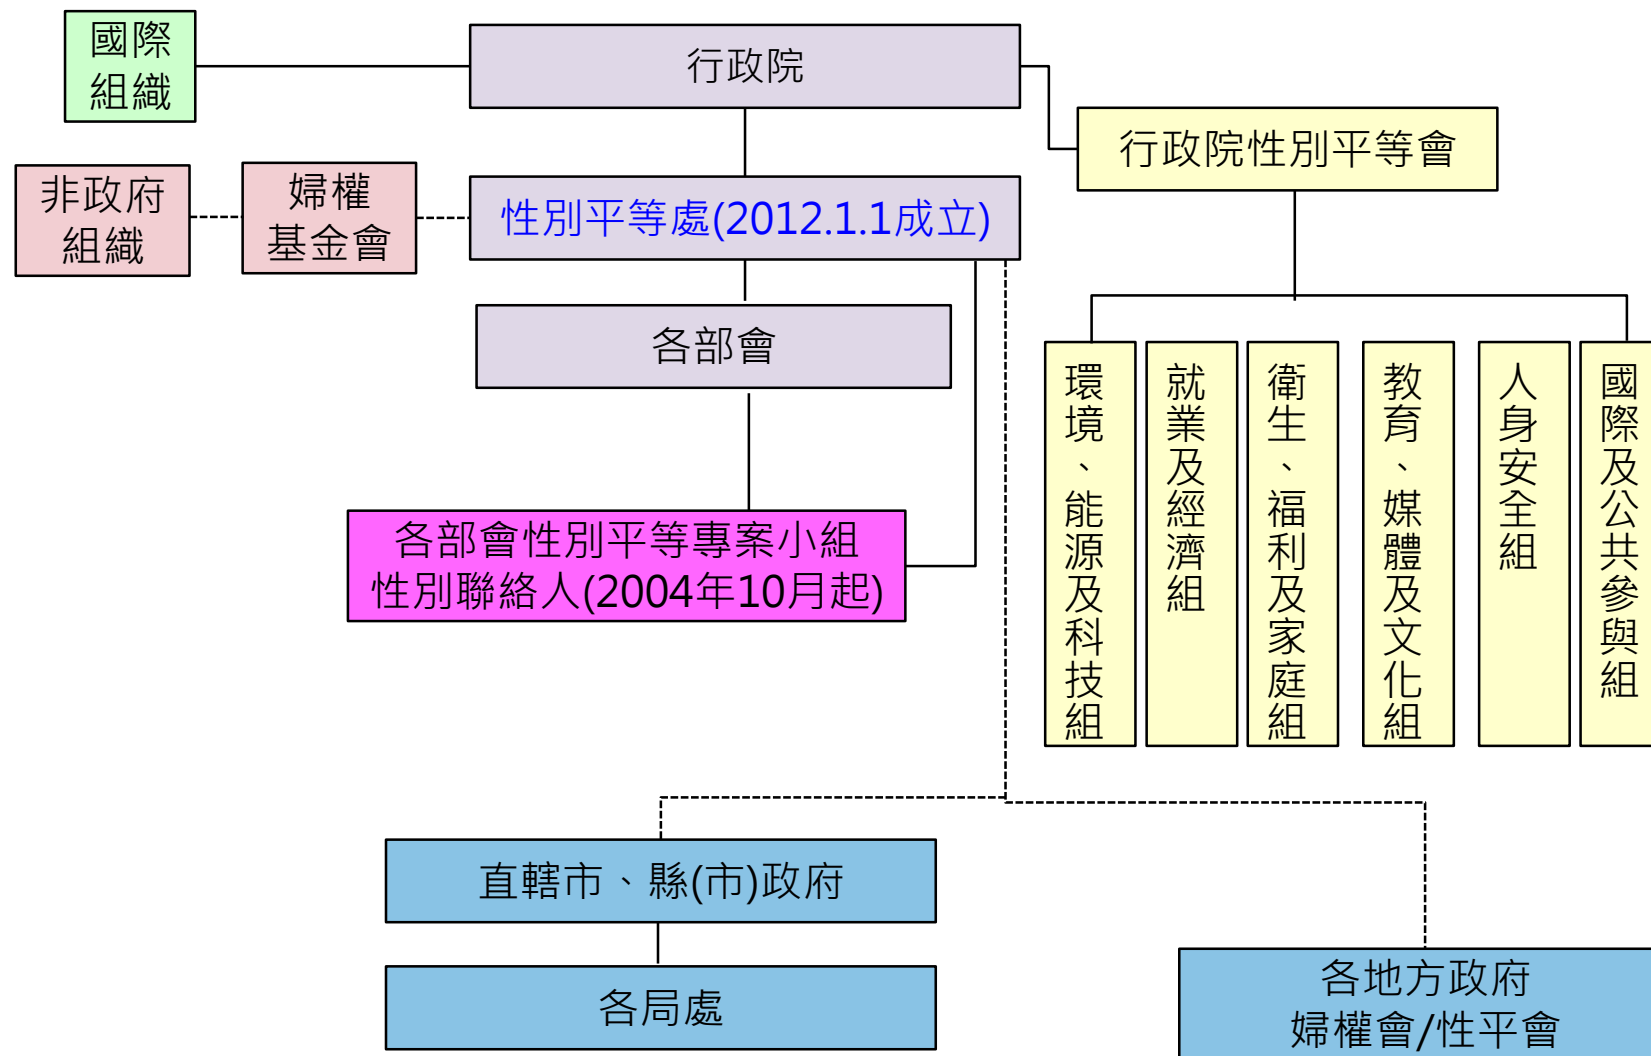 國際
組織
行政院
行政院性別平等會
非政府
組織
婦權
基金會
性別平等處(2012.1.1成立)
各部會
各部會性別平等專案小組
性別聯絡人(2004年10月起)
環境、能源及科技組
就業及經濟組
衛生、福利及家庭組
教育、媒體及文化組
人身安全組
國際及公共參與組
直轄市、縣(市)政府
各局處
各地方政府
婦權會/性平會